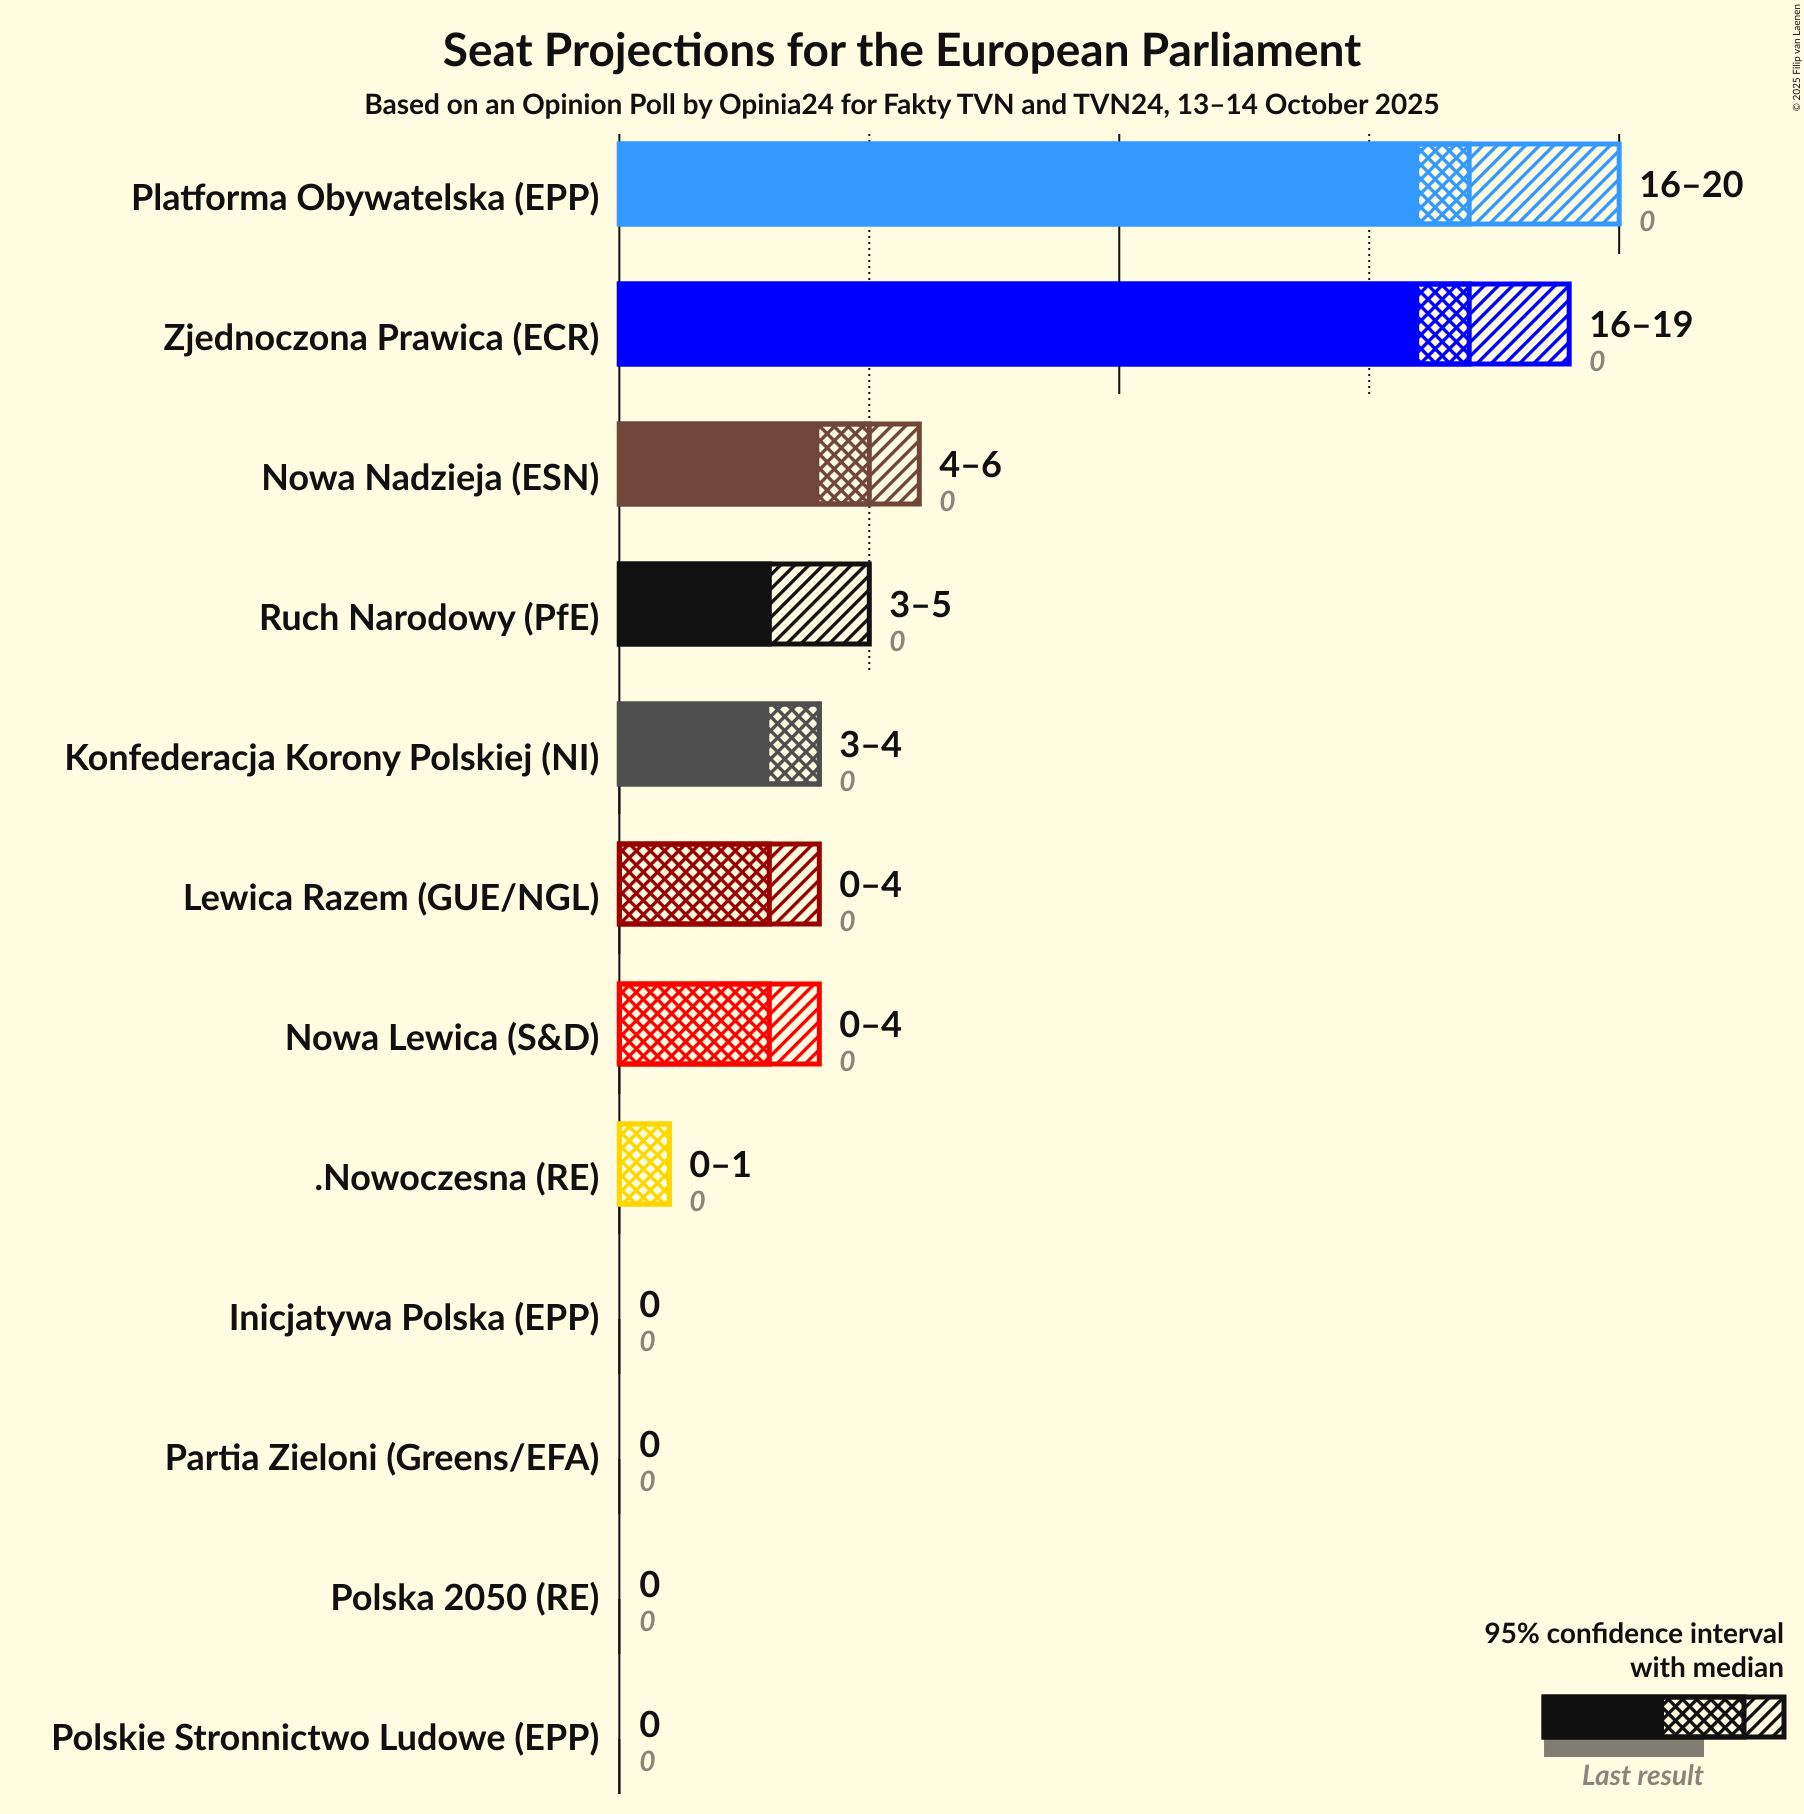 Seat Projections for the European Parliament
Based on an Opinion Poll by Opinia24 for Fakty TVN and TVN24, 13–14 October 2025
© 2025 Filip van Laenen
Platforma Obywatelska (EPP)
16–20
0
Zjednoczona Prawica (ECR)
16–19
0
Nowa Nadzieja (ESN)
4–6
0
Ruch Narodowy (PfE)
3–5
0
Konfederacja Korony Polskiej (NI)
3–4
0
Lewica Razem (GUE/NGL)
0–4
0
Nowa Lewica (S&D)
0–4
0
.Nowoczesna (RE)
0–1
0
Inicjatywa Polska (EPP)
0
0
Partia Zieloni (Greens/EFA)
0
0
Polska 2050 (RE)
0
0
Polskie Stronnictwo Ludowe (EPP)
0
0
95% confidence interval
with median
Last result